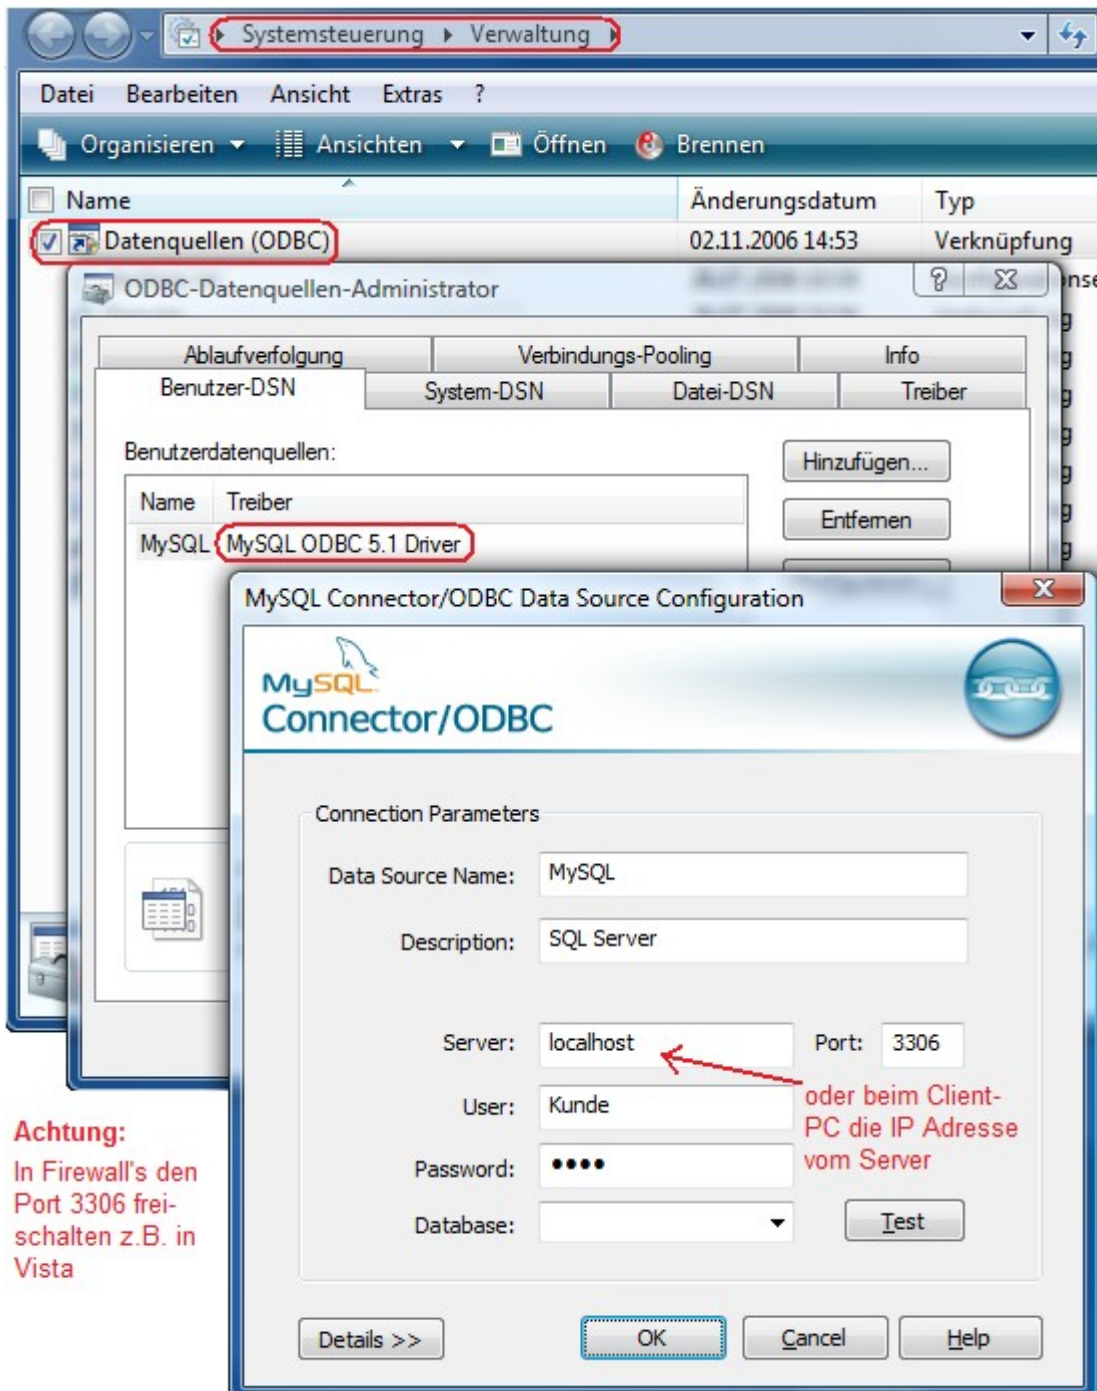 Systemsteuerung Verwaltung
Datei Bearbeiten Ansicht Extras ?
Organisieren Ansichten Öffnen Brennen
Name Änderungsdatum Typ
Datenquellen (ODBC) 02.11.2006 14:53 Verknüpfung
ODBC-Datenquellen-Administrator ?
Ablaufverfolgung Verbindungs-Pooling Info
Benutzer-DSN System-DSN Datei-DSN Treiber
Benutzerdatenquellen:
Hinzufügen...
Name Treiber
Entfernen
MySQL MySQL ODBC 5.1 Driver
MySQL Connector/ODBC Data Source Configuration
MySQL
Connector/ODBC
Connection Parameters
Data Source Name: MySQL
Description: SQL Server
Server: localhost Port: 3306
oder beim Client-
PC die IP Adresse
vom Server
User: Kunde
Password: ••••
Database:
Test
Details >> OK Cancel Help
Achtung:
In Firewall's den
Port 3306 frei-
schalten z.B. in
Vista